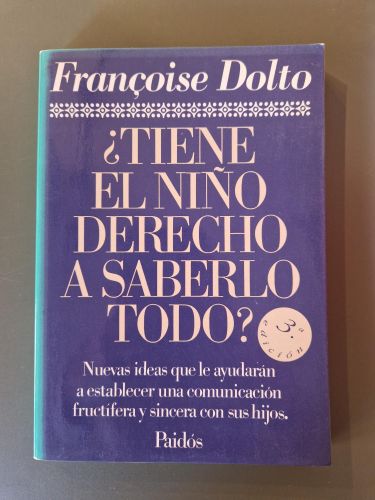 Françoise Dolto
¿TIENE
EL NIÑO
DERECHO
A SABERLO
TODO?
3.ª
edición
Nuevas ideas que le ayudarán
a establecer una comunicación
fructífera y sincera con sus hijos.
Paidós